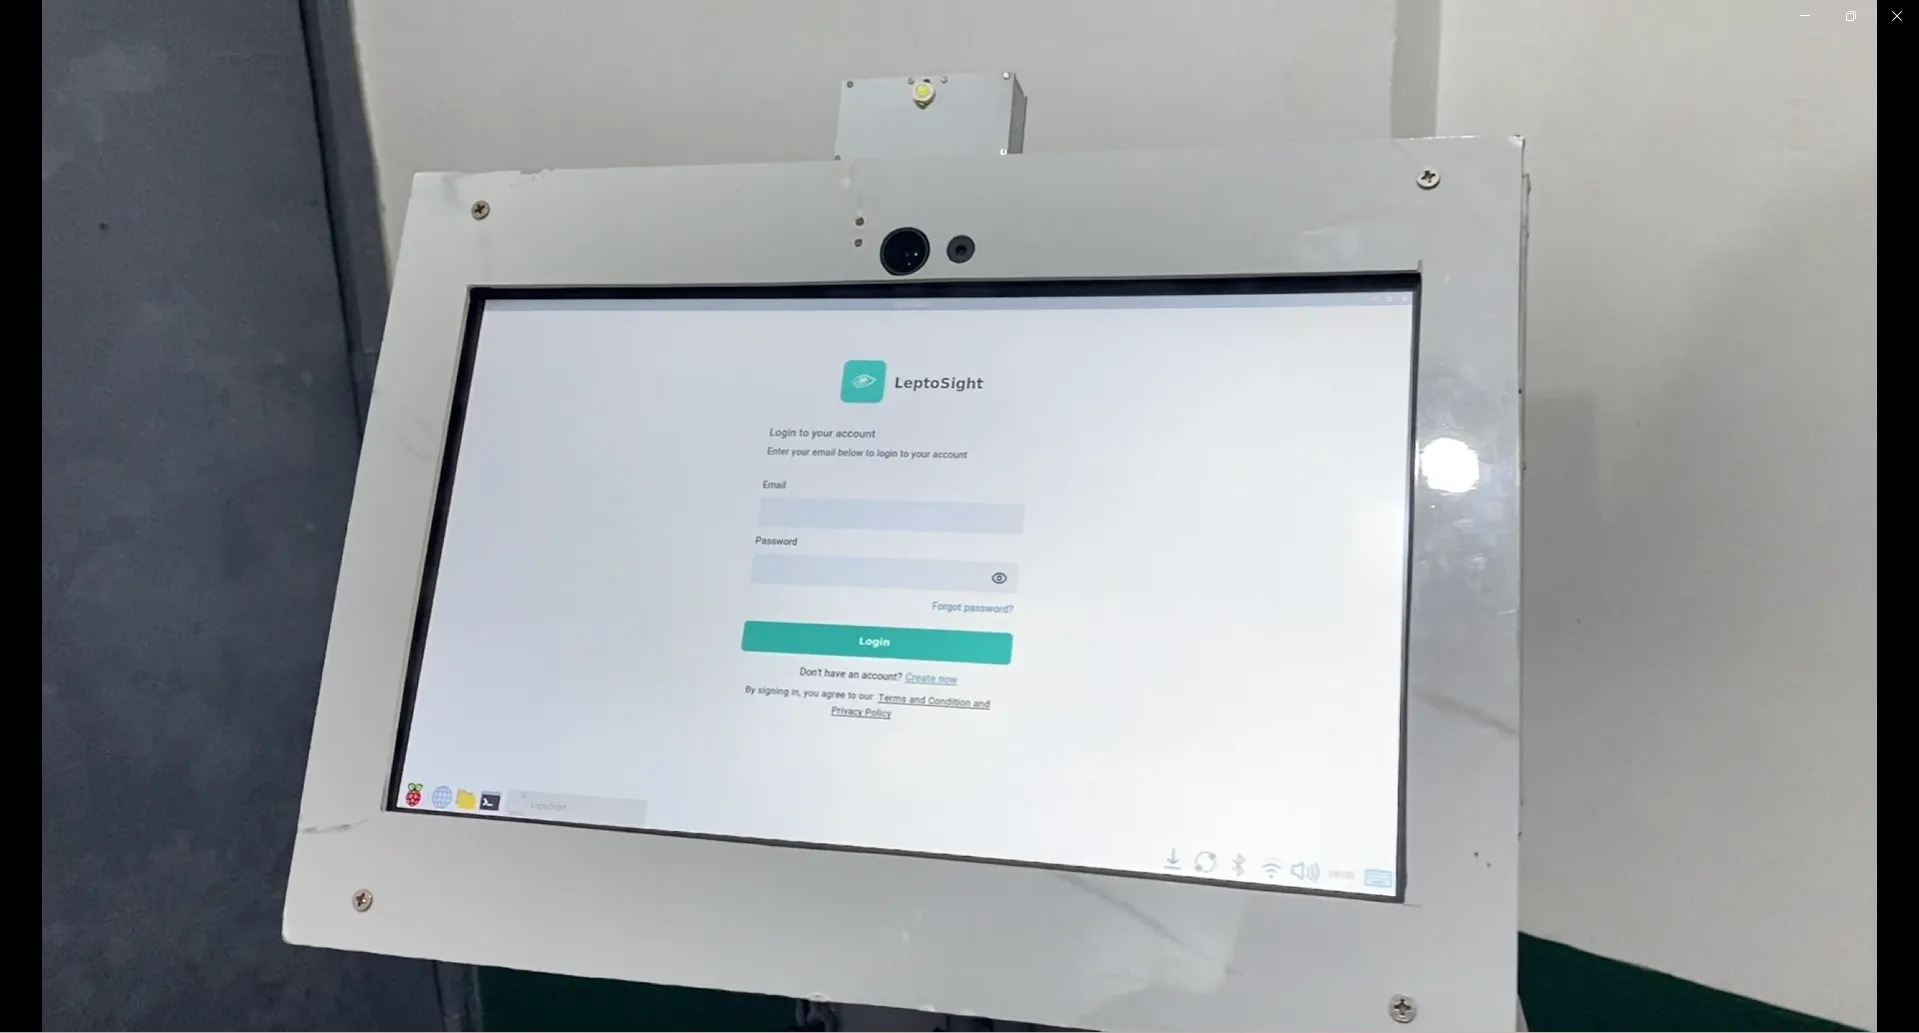 LeptoSight
Login to your account
Enter your email below to login to your account
Email
Password
Forgot password?
Login
Don't have an account? Create now
By signing in, you agree to our Terms and Condition and
Privacy Policy
LeptoSight